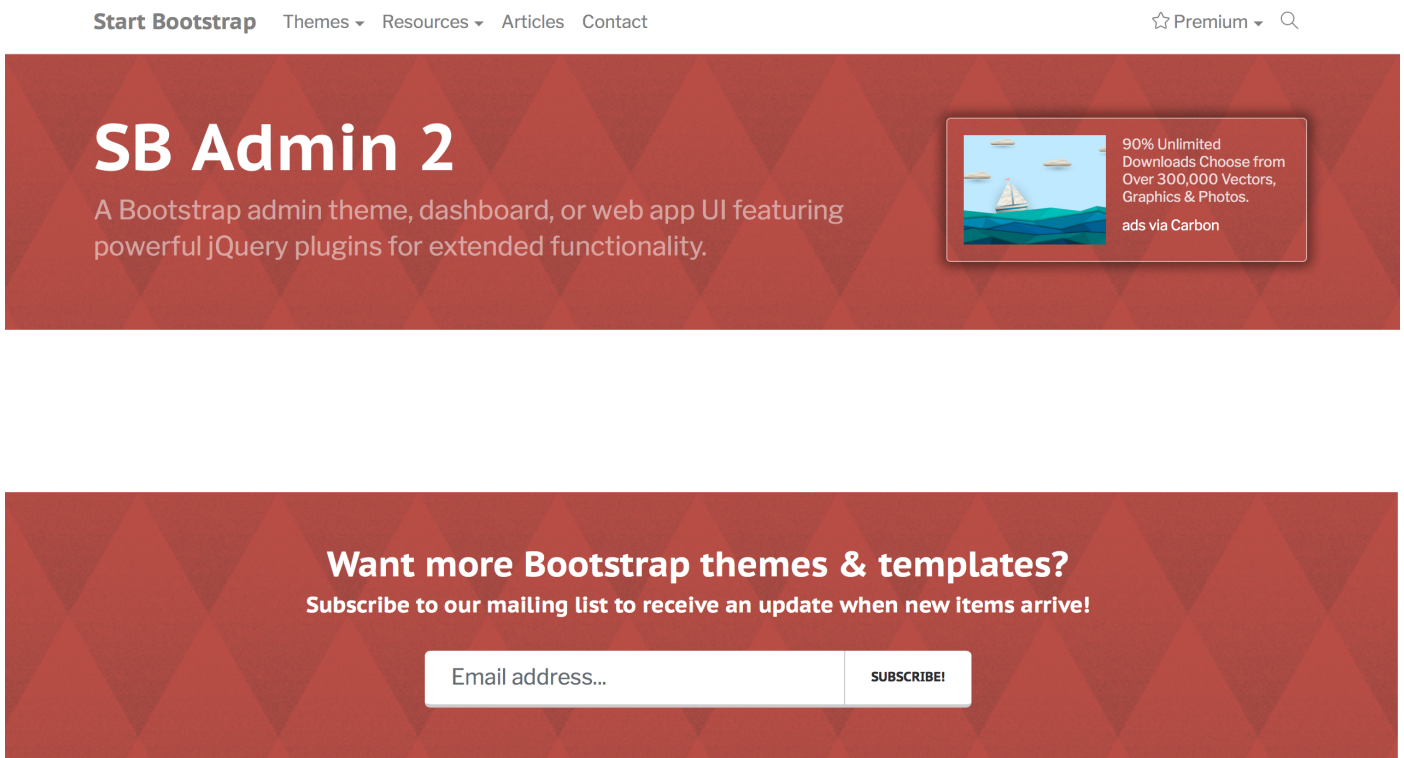 Start Bootstrap Themes Resources Articles Contact Premium
SB Admin 2
A Bootstrap admin theme, dashboard, or web app UI featuring
powerful jQuery plugins for extended functionality.
90% Unlimited
Downloads Choose from
Over 300,000 Vectors,
Graphics & Photos.
ads via Carbon
Want more Bootstrap themes & templates?
Subscribe to our mailing list to receive an update when new items arrive!
Email address... SUBSCRIBE!